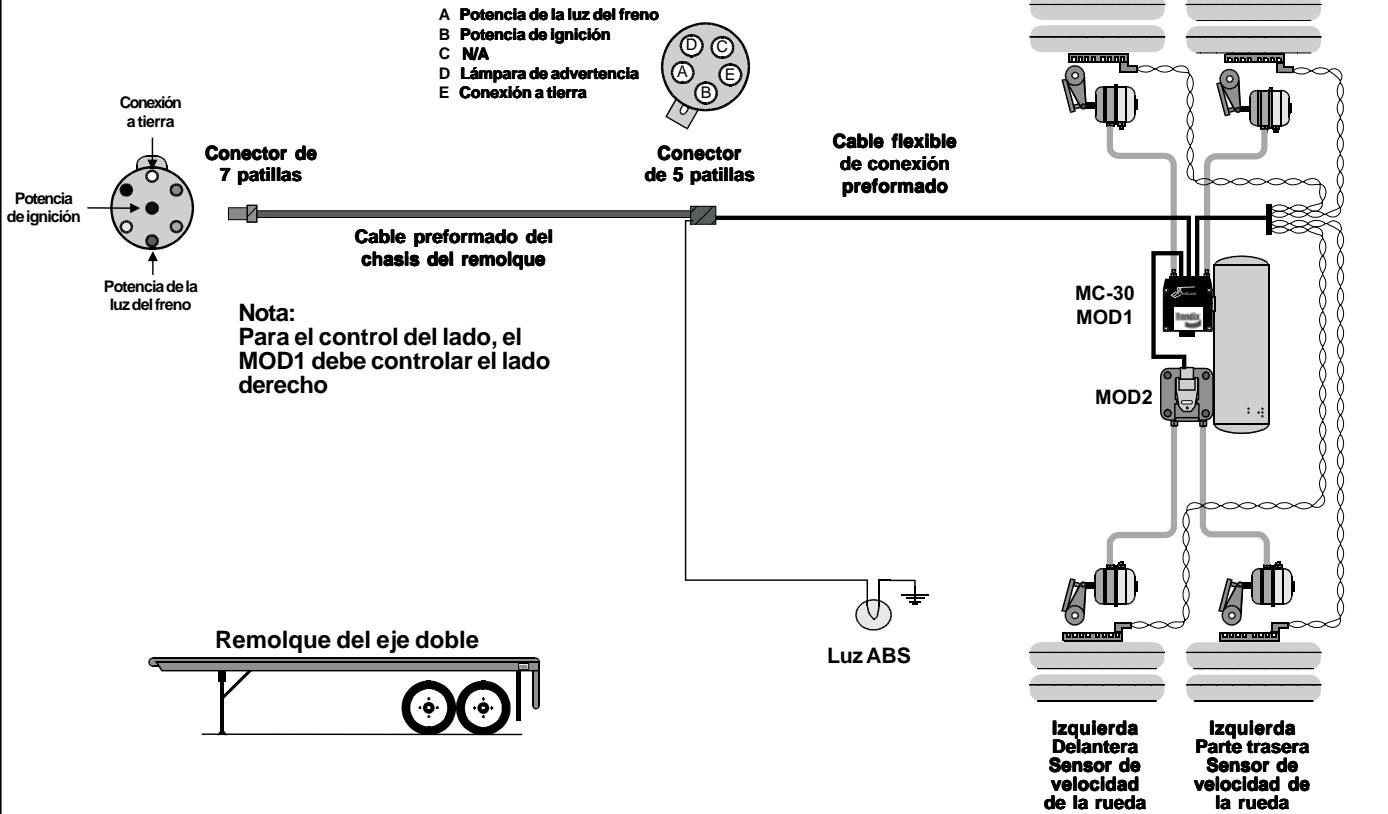 A Potencia de la luz del freno
B Potencia de ignición
C N/A
D Lámpara de advertencia
E Conexión a tierra
D
C
A
E
B
Conexión
a tierra
Conector de
7 patillas
Conector
de 5 patillas
Cable flexible
de conexión
preformado
Potencia
de ignición
Cable preformado del
chasis del remolque
Potencia de la
luz del freno
Nota:
Para el control del lado, el
MOD1 debe controlar el lado
derecho
MC-30
MOD1
Bendix
MOD2
Remolque del eje doble
ABS
Luz ABS
Izquierda
Delantera
Sensor de
velocidad
de la rueda
Izquierda
Parte trasera
Sensor de
velocidad de
la rueda